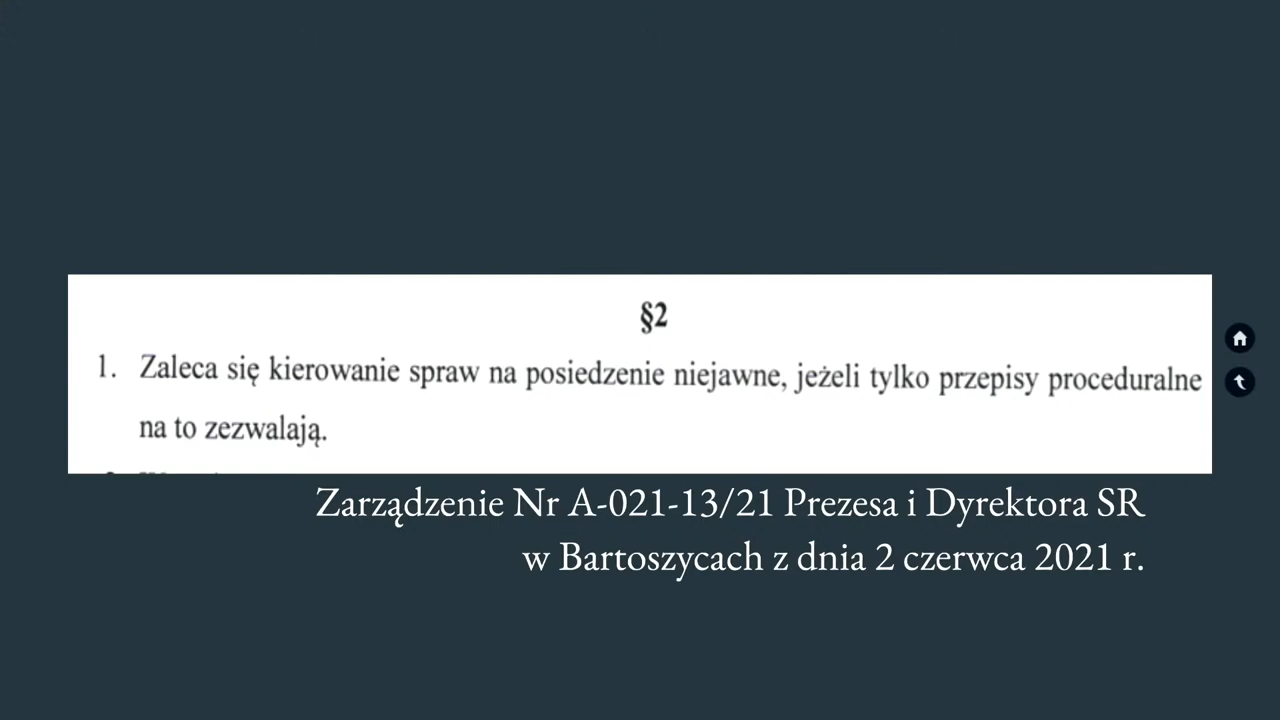 §2
1. Zaleca się kierowanie spraw na posiedzenie niejawne, jeżeli tylko przepisy proceduralne
na to zezwalają.
Zarządzenie Nr A-021-13/21 Prezesa i Dyrektora SR
w Bartoszycach z dnia 2 czerwca 2021 r.